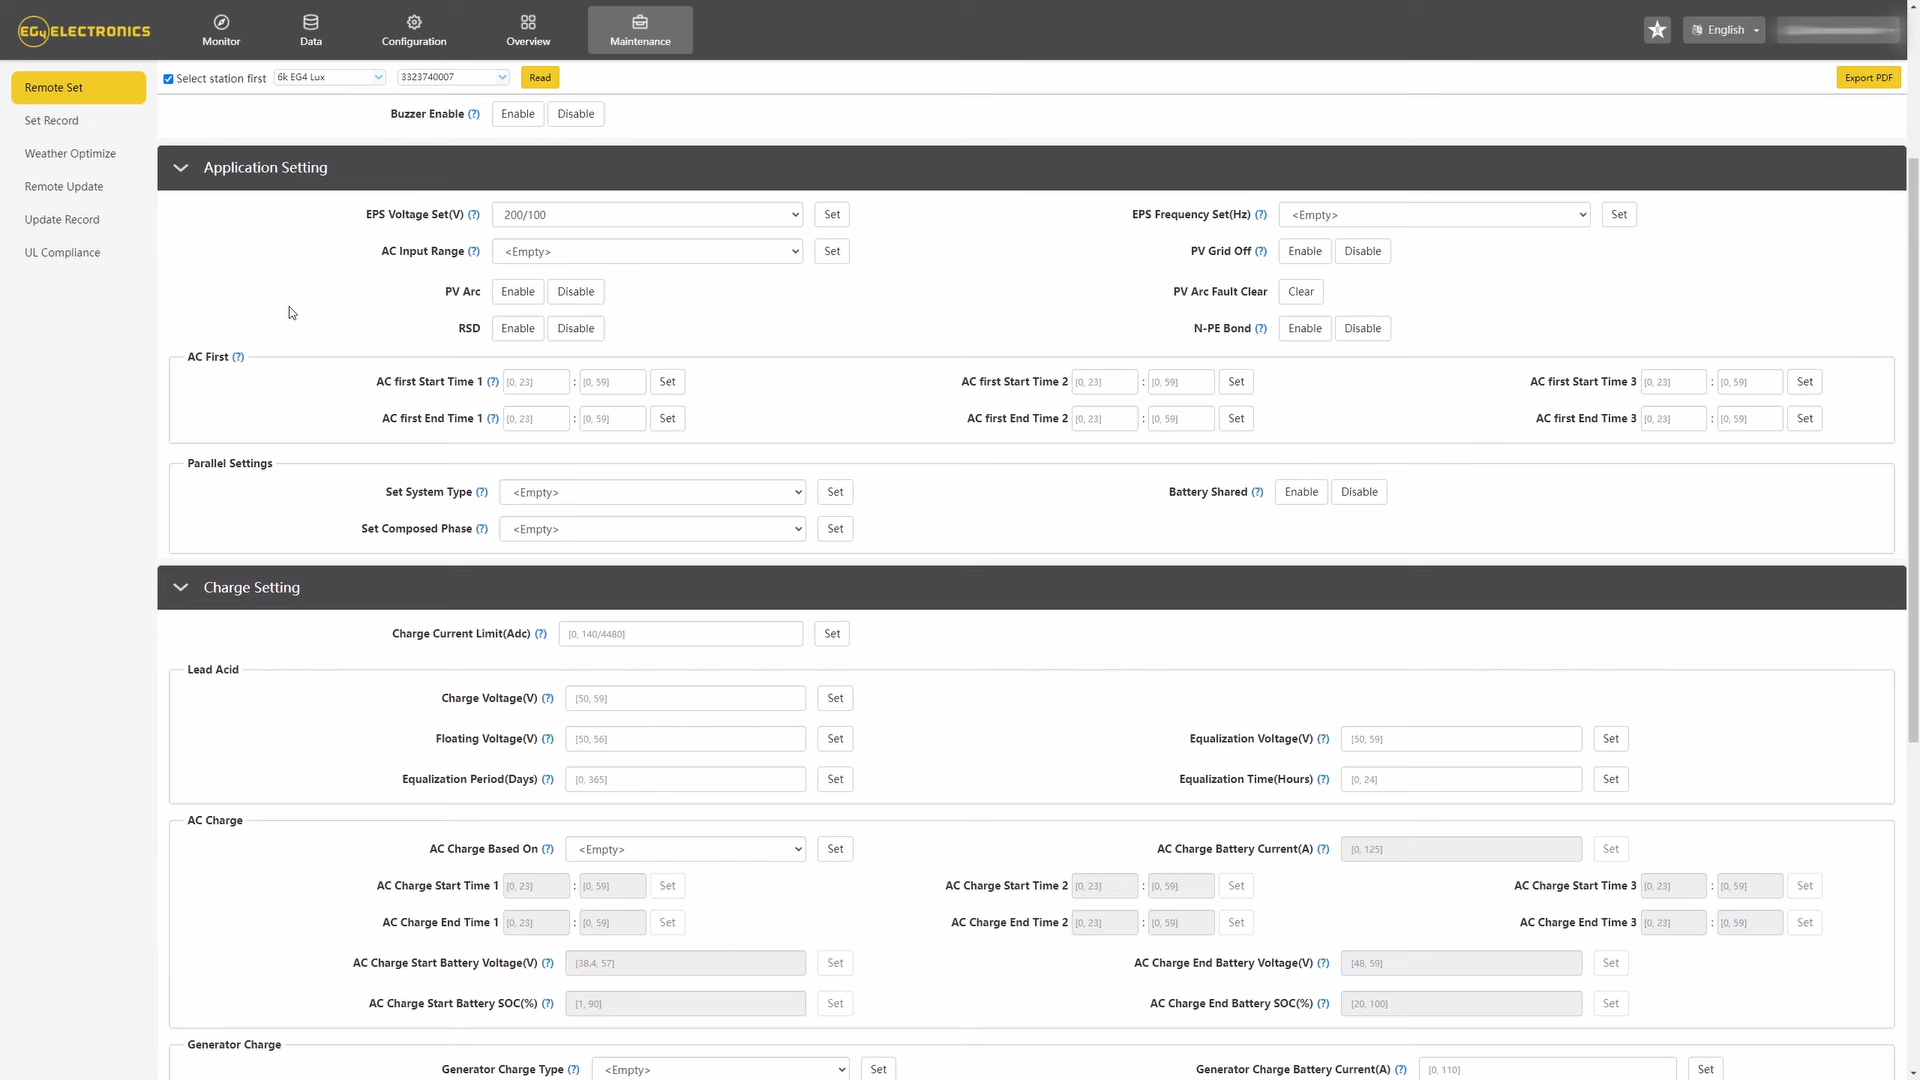 EG4 ELECTRONICS
Monitor Data Configuration Overview Maintenance English
Remote Set
Set Record
Weather Optimize
Remote Update
Update Record
UL Compliance
Select station first 6k EG4 Lux 3323740007 Read Export PDF
Buzzer Enable (?) Enable Disable
Application Setting
EPS Voltage Set(V) (?) 200/100 Set EPS Frequency Set(Hz) (?) <Empty> Set
AC Input Range (?) <Empty> Set PV Grid Off (?) Enable Disable
PV Arc Enable Disable PV Arc Fault Clear Clear
RSD Enable Disable N-PE Bond (?) Enable Disable
AC First (?)
AC first Start Time 1 (?) [0, 23] : [0, 59] Set AC first Start Time 2 [0, 23] : [0, 59] Set AC first Start Time 3 [0, 23] : [0, 59] Set
AC first End Time 1 (?) [0, 23] : [0, 59] Set AC first End Time 2 [0, 23] : [0, 59] Set AC first End Time 3 [0, 23] : [0, 59] Set
Parallel Settings
Set System Type (?) <Empty> Set Battery Shared (?) Enable Disable
Set Composed Phase (?) <Empty> Set
Charge Setting
Charge Current Limit(Adc) (?) [0, 140/4480] Set
Lead Acid
Charge Voltage(V) (?) [50, 59] Set
Floating Voltage(V) (?) [50, 56] Set Equalization Voltage(V) (?) [50, 59] Set
Equalization Period(Days) (?) [0, 365] Set Equalization Time(Hours) (?) [0, 24] Set
AC Charge
AC Charge Based On (?) <Empty> Set AC Charge Battery Current(A) (?) [0, 125] Set
AC Charge Start Time 1 [0, 23] : [0, 59] Set AC Charge Start Time 2 [0, 23] : [0, 59] Set AC Charge Start Time 3 [0, 23] : [0, 59] Set
AC Charge End Time 1 [0, 23] : [0, 59] Set AC Charge End Time 2 [0, 23] : [0, 59] Set AC Charge End Time 3 [0, 23] : [0, 59] Set
AC Charge Start Battery Voltage(V) (?) [38.4, 57] Set AC Charge End Battery Voltage(V) (?) [48, 59] Set
AC Charge Start Battery SOC(%) (?) [1, 90] Set AC Charge End Battery SOC(%) (?) [20, 100] Set
Generator Charge
Generator Charge Type (?) <Empty> Set Generator Charge Battery Current(A) (?) [0, 110] Set